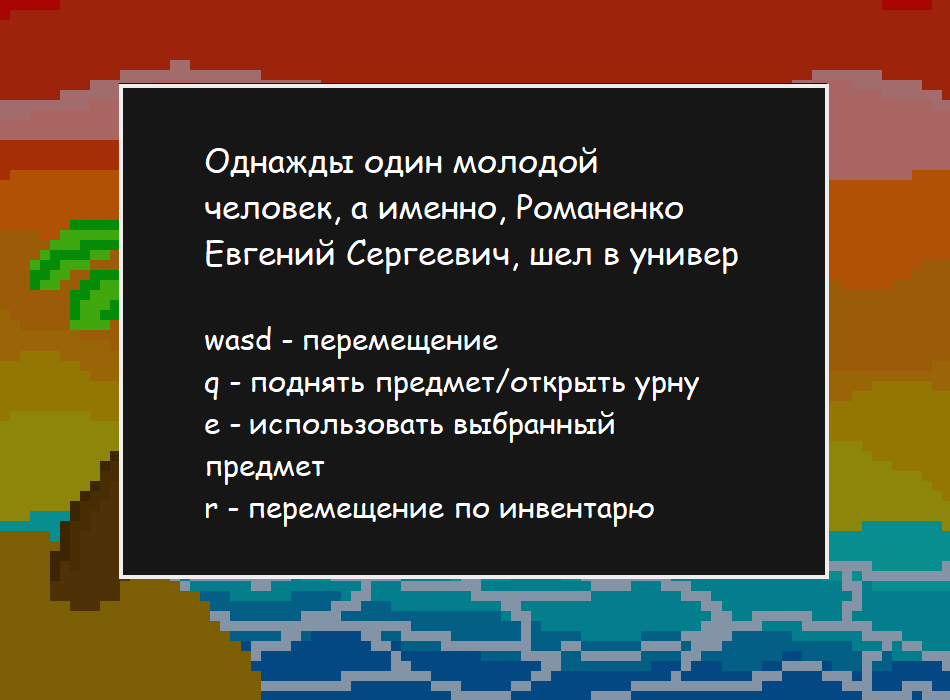 Однажды один молодой
человек, а именно, Романенко
Евгений Сергеевич, шел в универ
wasd - перемещение
q - поднять предмет/открыть урну
e - использовать выбранный
предмет
r - перемещение по инвентарю